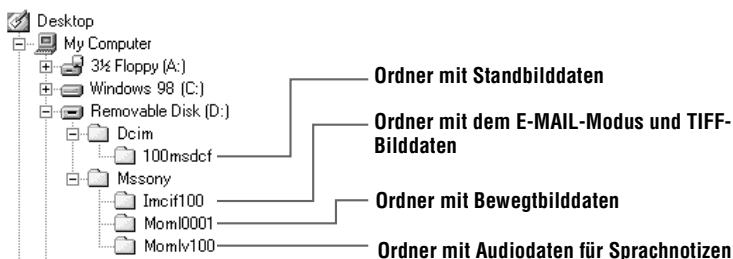 Desktop
My Computer
3½ Floppy (A:)
Windows 98 (C:)
Removable Disk (D:)
Dcim
100msdcf
Mssony
Imcif100
Moml0001
Momlv100
Ordner mit Standbilddaten
Ordner mit dem E-MAIL-Modus und TIFF-
Bilddaten
Ordner mit Bewegtbilddaten
Ordner mit Audiodaten für Sprachnotizen